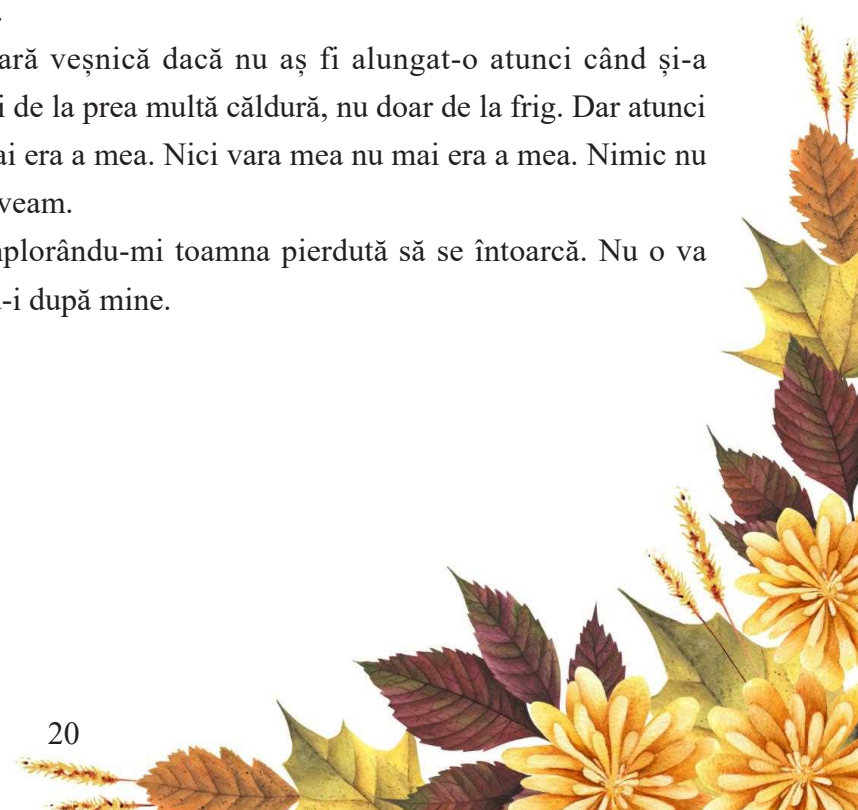 .
ară veșnică dacă nu aș fi alungat-o atunci când și-a
i de la prea multă căldură, nu doar de la frig. Dar atunci
ai era a mea. Nici vara mea nu mai era a mea. Nimic nu
veam.
plorându-mi toamna pierdută să se întoarcă. Nu o va
-i după mine.
20